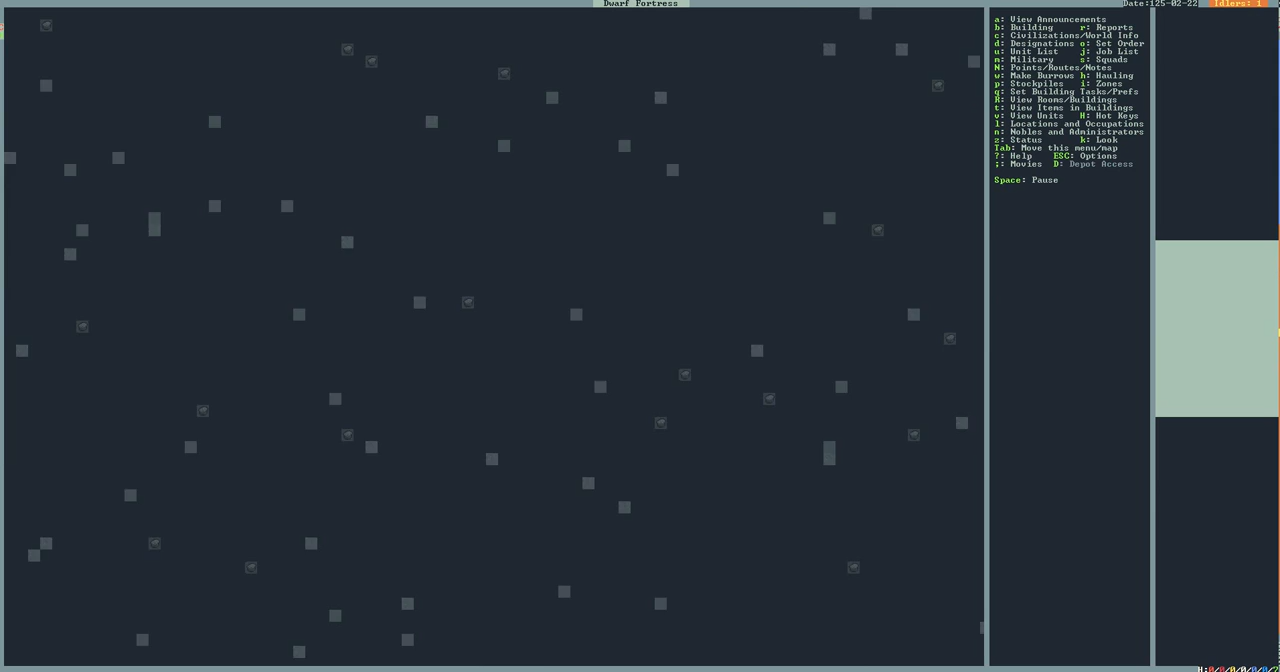 Dwarf Fortress Date:125-02-22 Idlers: 1
a: View Announcements
b: Building r: Reports
c: Civilizations/World Info
d: Designations o: Set Order
u: Unit List j: Job List
m: Military s: Squads
N: Points/Routes/Notes
w: Make Burrows h: Hauling
p: Stockpiles i: Zones
q: Set Building Tasks/Prefs
R: View Rooms/Buildings
t: View Items in Buildings
v: View Units H: Hot Keys
l: Locations and Occupations
n: Nobles and Administrators
z: Status k: Look
Tab: Move this menu/map
?: Help ESC: Options
;: Movies D: Depot Access
Space: Pause